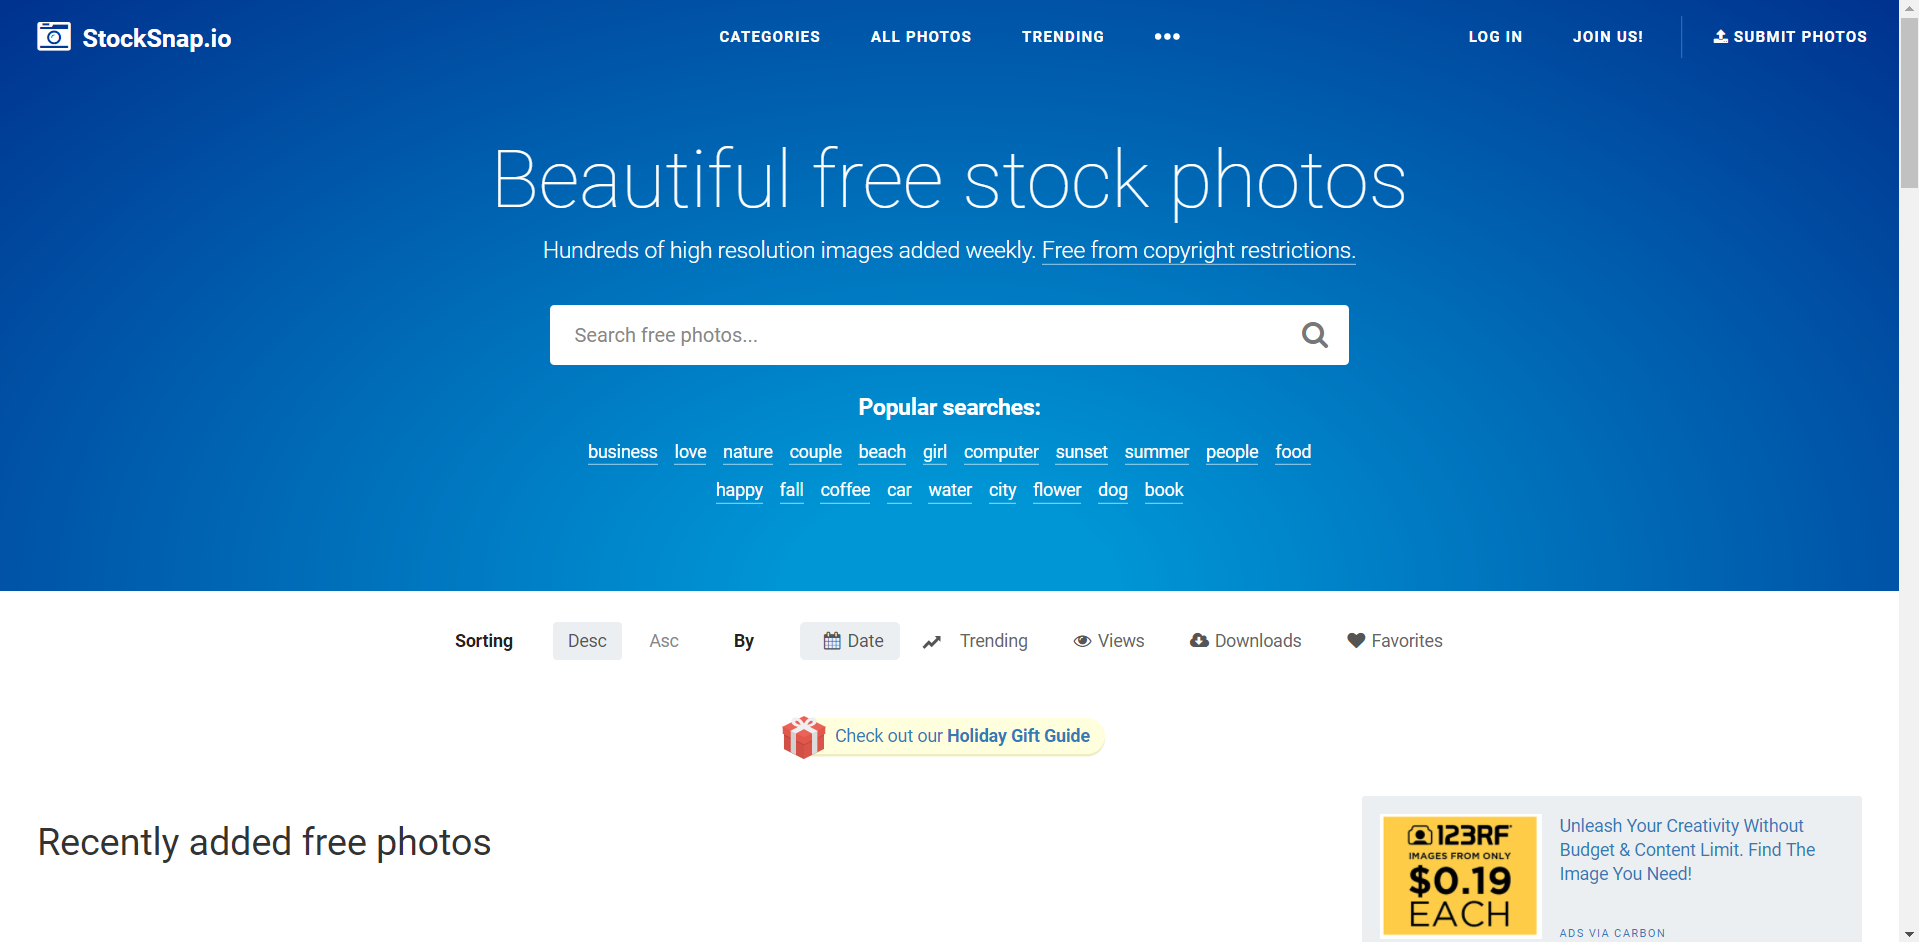 StockSnap.io
CATEGORIES
ALL PHOTOS
TRENDING
LOG IN
JOIN US!
SUBMIT PHOTOS
Beautiful free stock photos
Hundreds of high resolution images added weekly. Free from copyright restrictions.
Search free photos...
Popular searches:
business love nature couple beach girl computer sunset summer people food
happy fall coffee car water city flower dog book
Sorting Desc Asc By Date Trending Views Downloads Favorites
Check out our Holiday Gift Guide
Recently added free photos
123RF
IMAGES FROM ONLY
$0.19
EACH
Unleash Your Creativity Without
Budget & Content Limit. Find The
Image You Need!
ADS VIA CARBON